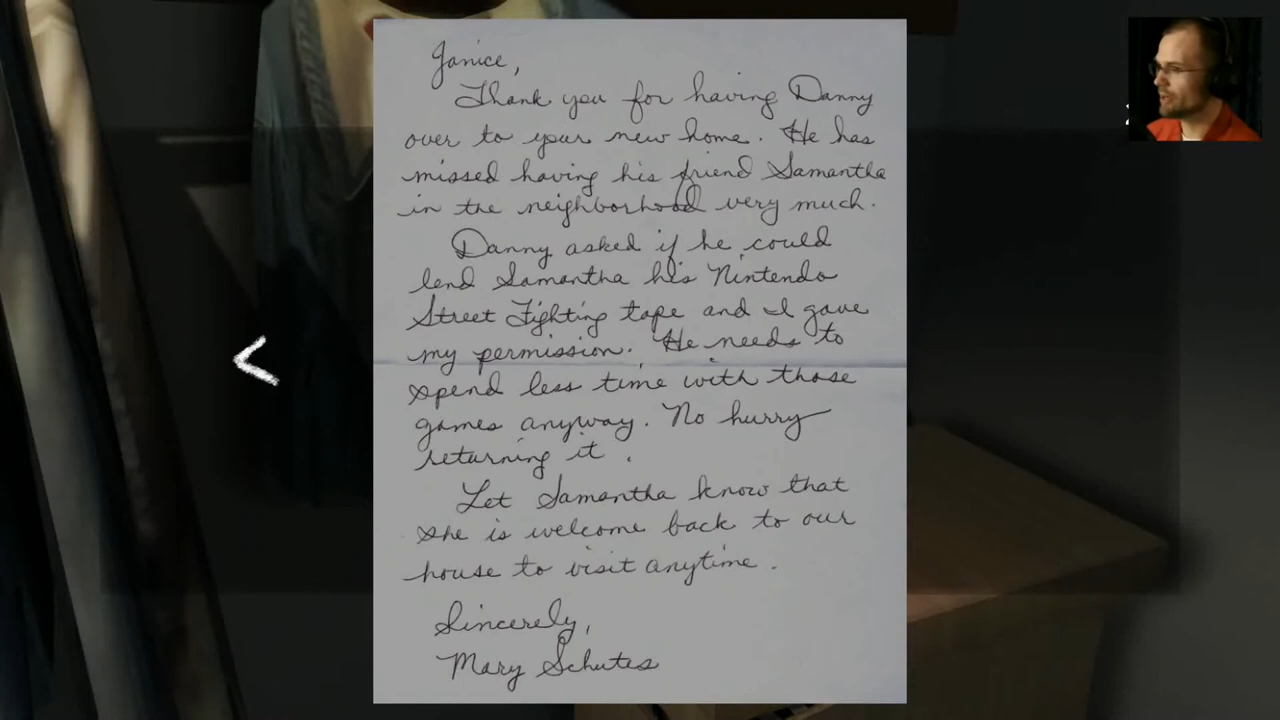 Janice,
Thank you for having Danny
over to your new home. He has
missed having his friend Samantha
in the neighborhood very much.
Danny asked if he could
lend Samantha his Nintendo
Street Fighting tape and I gave
my permission. He needs to
spend less time with those
games anyway. No hurry
returning it.
Let Samantha know that
she is welcome back to our
house to visit anytime.
Sincerely,
Mary Schutes